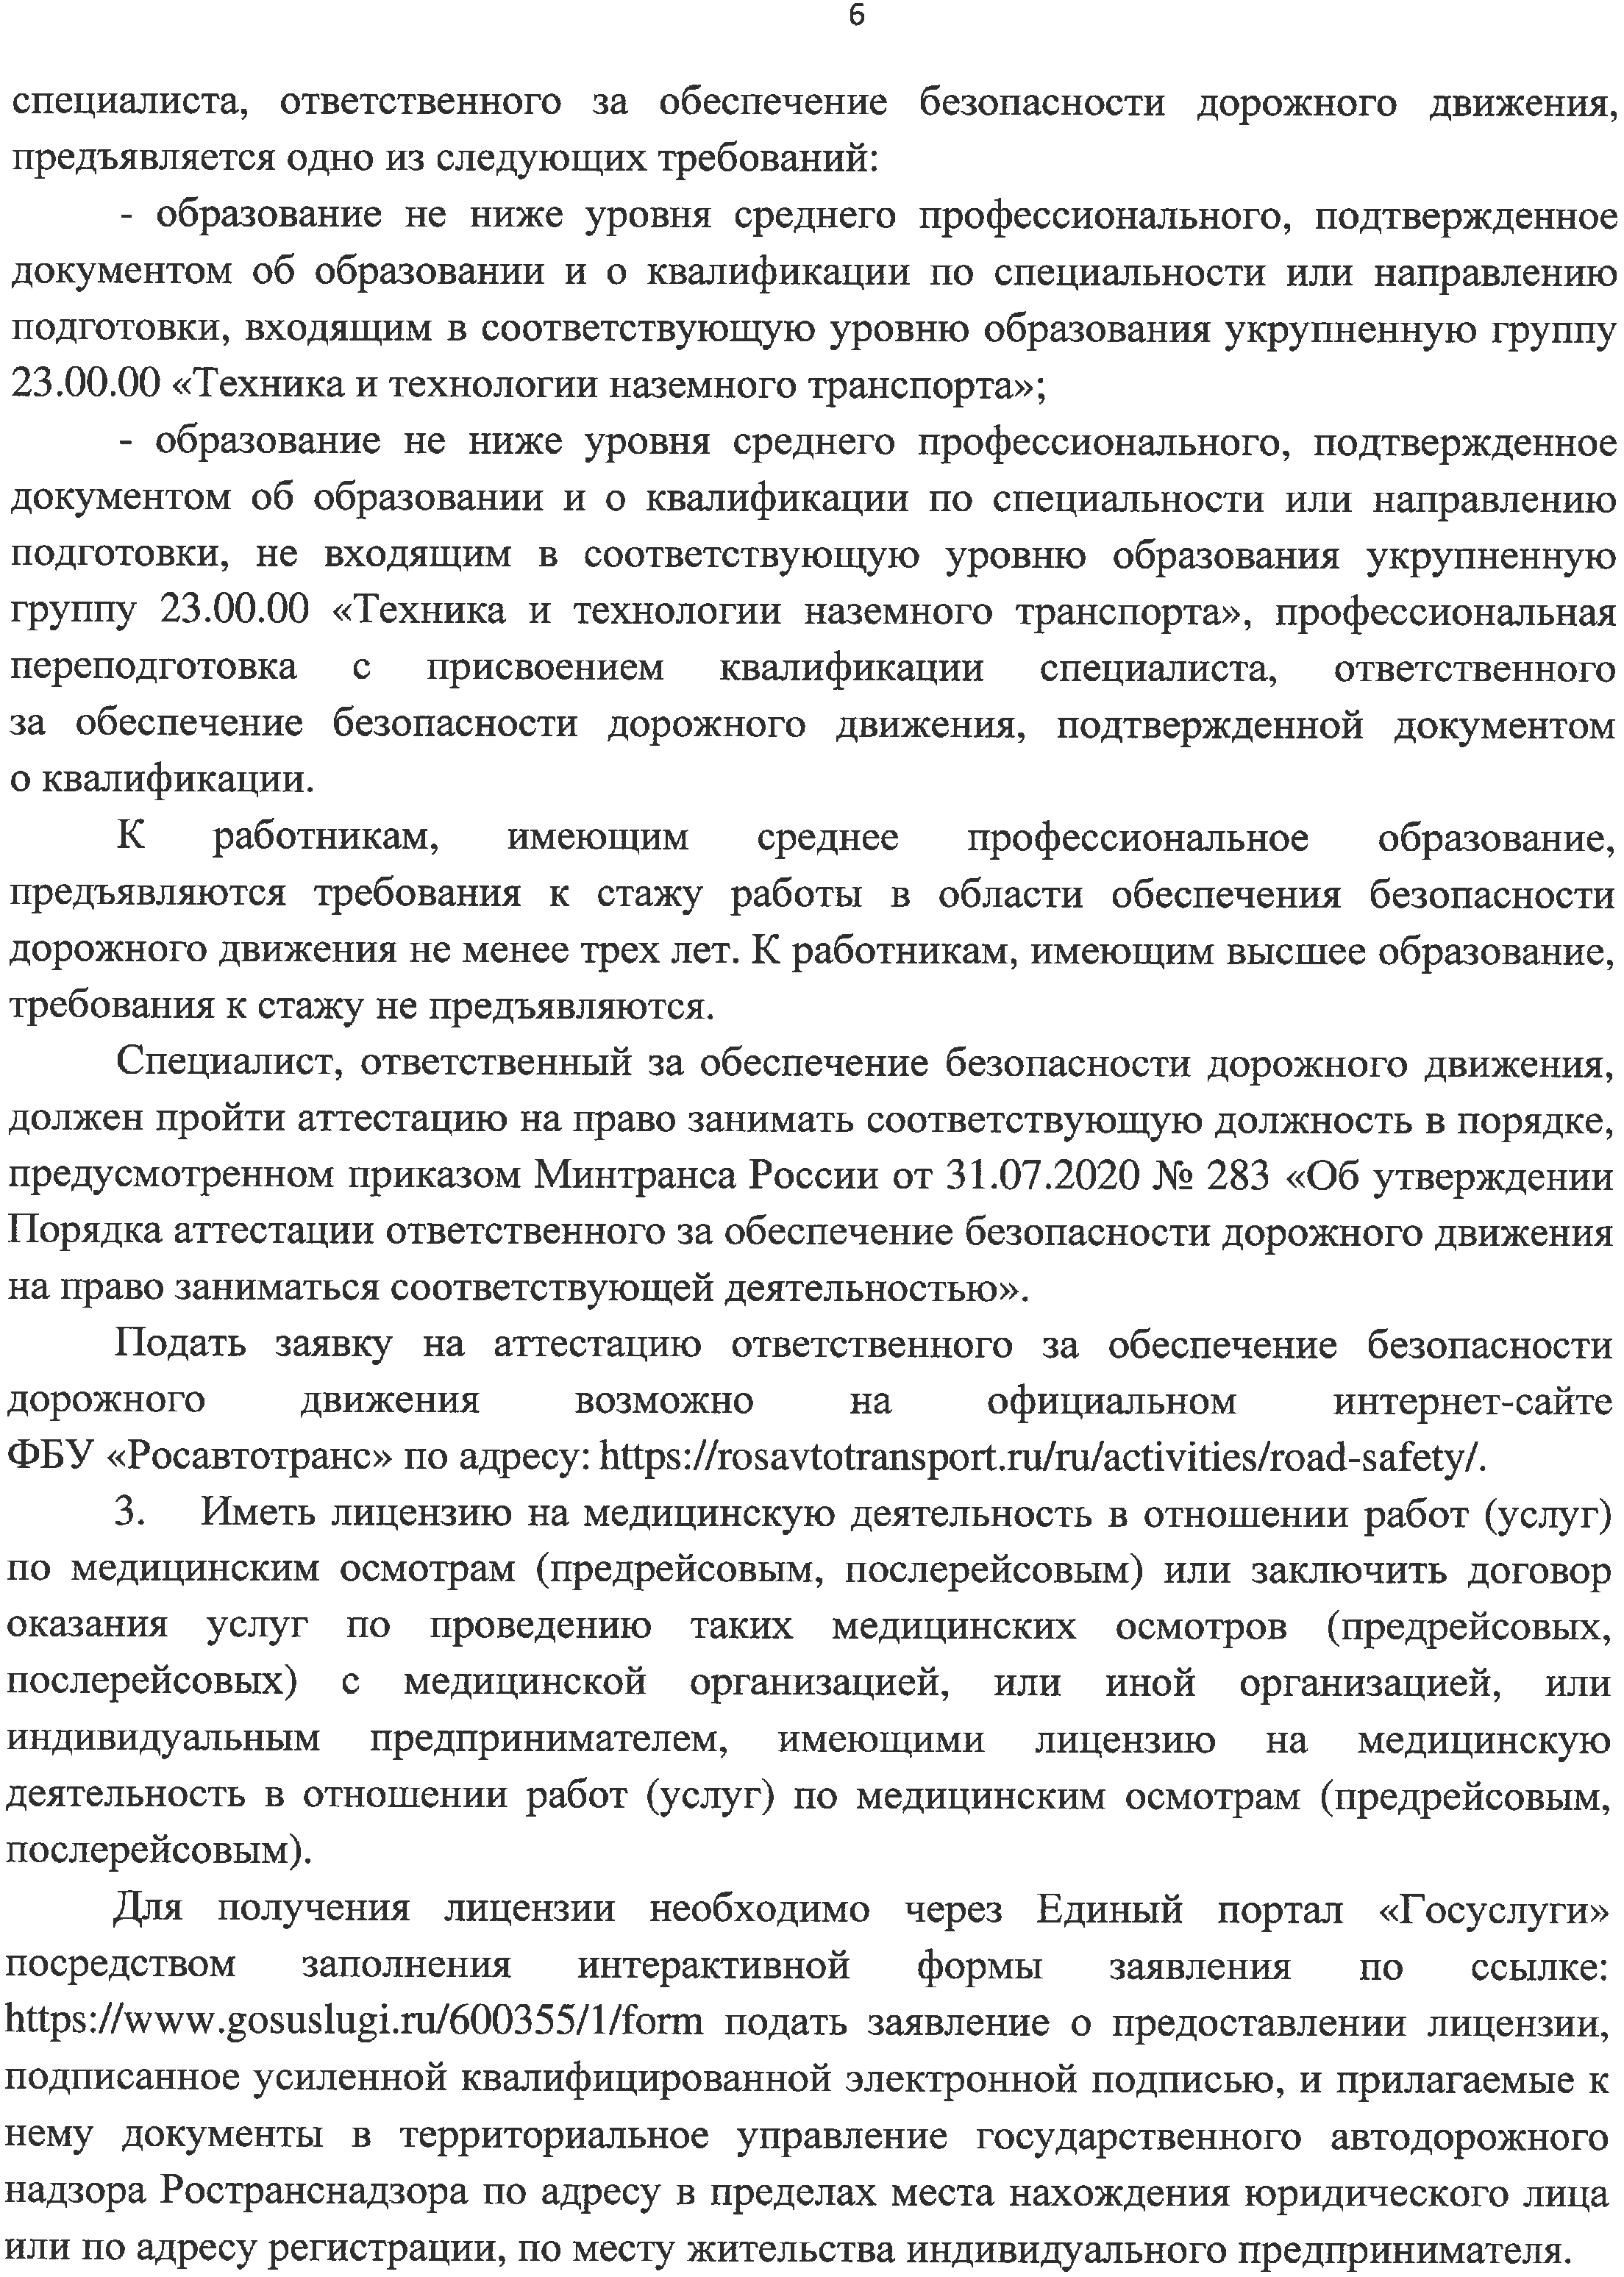 6
специалиста, ответственного за обеспечение безопасности дорожного движения,
предъявляется одно из следующих требований:
- образование не ниже уровня среднего профессионального, подтвержденное
документом об образовании и о квалификации по специальности или направлению
подготовки, входящим в соответствующую уровню образования укрупненную группу
23.00.00 «Техника и технологии наземного транспорта»;
- образование не ниже уровня среднего профессионального, подтвержденное
документом об образовании и о квалификации по специальности или направлению
подготовки, не входящим в соответствующую уровню образования укрупненную
группу 23.00.00 «Техника и технологии наземного транспорта», профессиональная
переподготовка с присвоением квалификации специалиста, ответственного
за обеспечение безопасности дорожного движения, подтвержденной документом
о квалификации.
К работникам, имеющим среднее профессиональное образование,
предъявляются требования к стажу работы в области обеспечения безопасности
дорожного движения не менее трех лет. К работникам, имеющим высшее образование,
требования к стажу не предъявляются.
Специалист, ответственный за обеспечение безопасности дорожного движения,
должен пройти аттестацию на право занимать соответствующую должность в порядке,
предусмотренном приказом Минтранса России от 31.07.2020 № 283 «Об утверждении
Порядка аттестации ответственного за обеспечение безопасности дорожного движения
на право заниматься соответствующей деятельностью».
Подать заявку на аттестацию ответственного за обеспечение безопасности
дорожного движения возможно на официальном интернет-сайте
ФБУ «Росавтотранс» по адресу: https://rosavtotransport.ru/ru/activities/road-safety/.
3. Иметь лицензию на медицинскую деятельность в отношении работ (услуг)
по медицинским осмотрам (предрейсовым, послерейсовым) или заключить договор
оказания услуг по проведению таких медицинских осмотров (предрейсовых,
послерейсовых) с медицинской организацией, или иной организацией, или
индивидуальным предпринимателем, имеющими лицензию на медицинскую
деятельность в отношении работ (услуг) по медицинским осмотрам (предрейсовым,
послерейсовым).
Для получения лицензии необходимо через Единый портал «Госуслуги»
посредством заполнения интерактивной формы заявления по ссылке:
https://www.gosuslugi.ru/600355/1/form подать заявление о предоставлении лицензии,
подписанное усиленной квалифицированной электронной подписью, и прилагаемые к
нему документы в территориальное управление государственного автодорожного
надзора Ространснадзора по адресу в пределах места нахождения юридического лица
или по адресу регистрации, по месту жительства индивидуального предпринимателя.